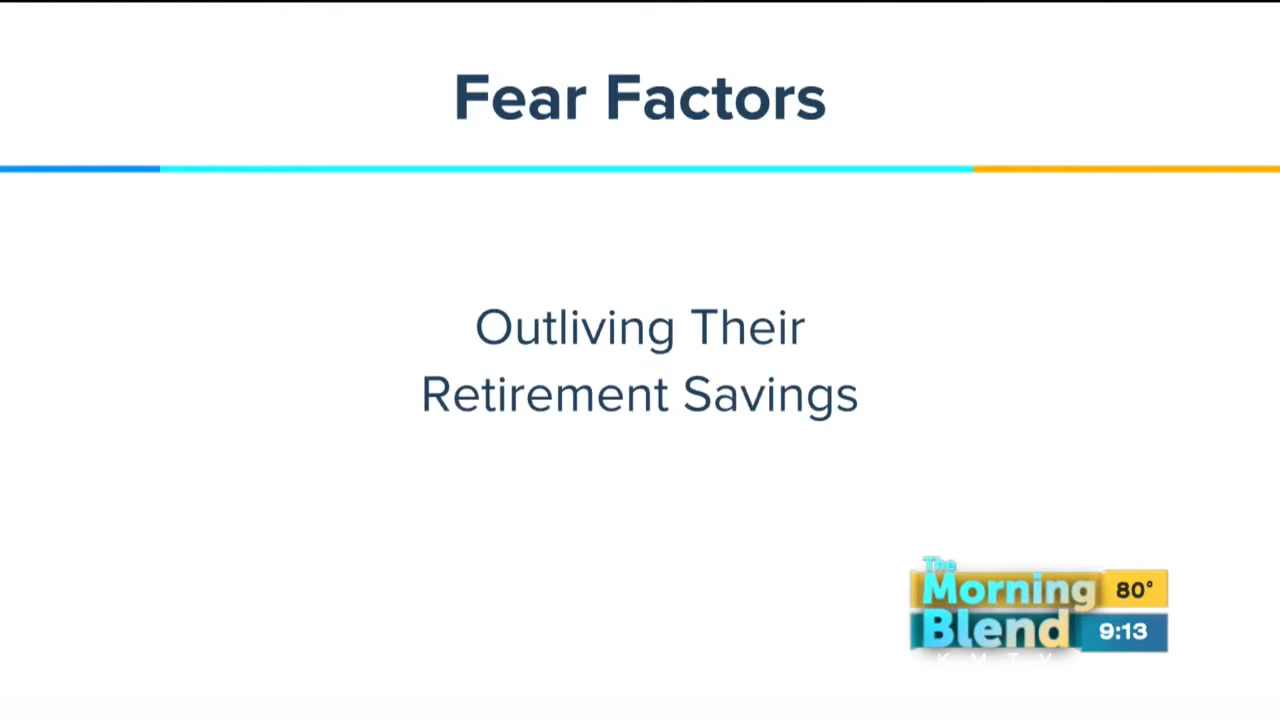 Fear Factors
Outliving Their
Retirement Savings
The
Morning
80°
Blend
9:13